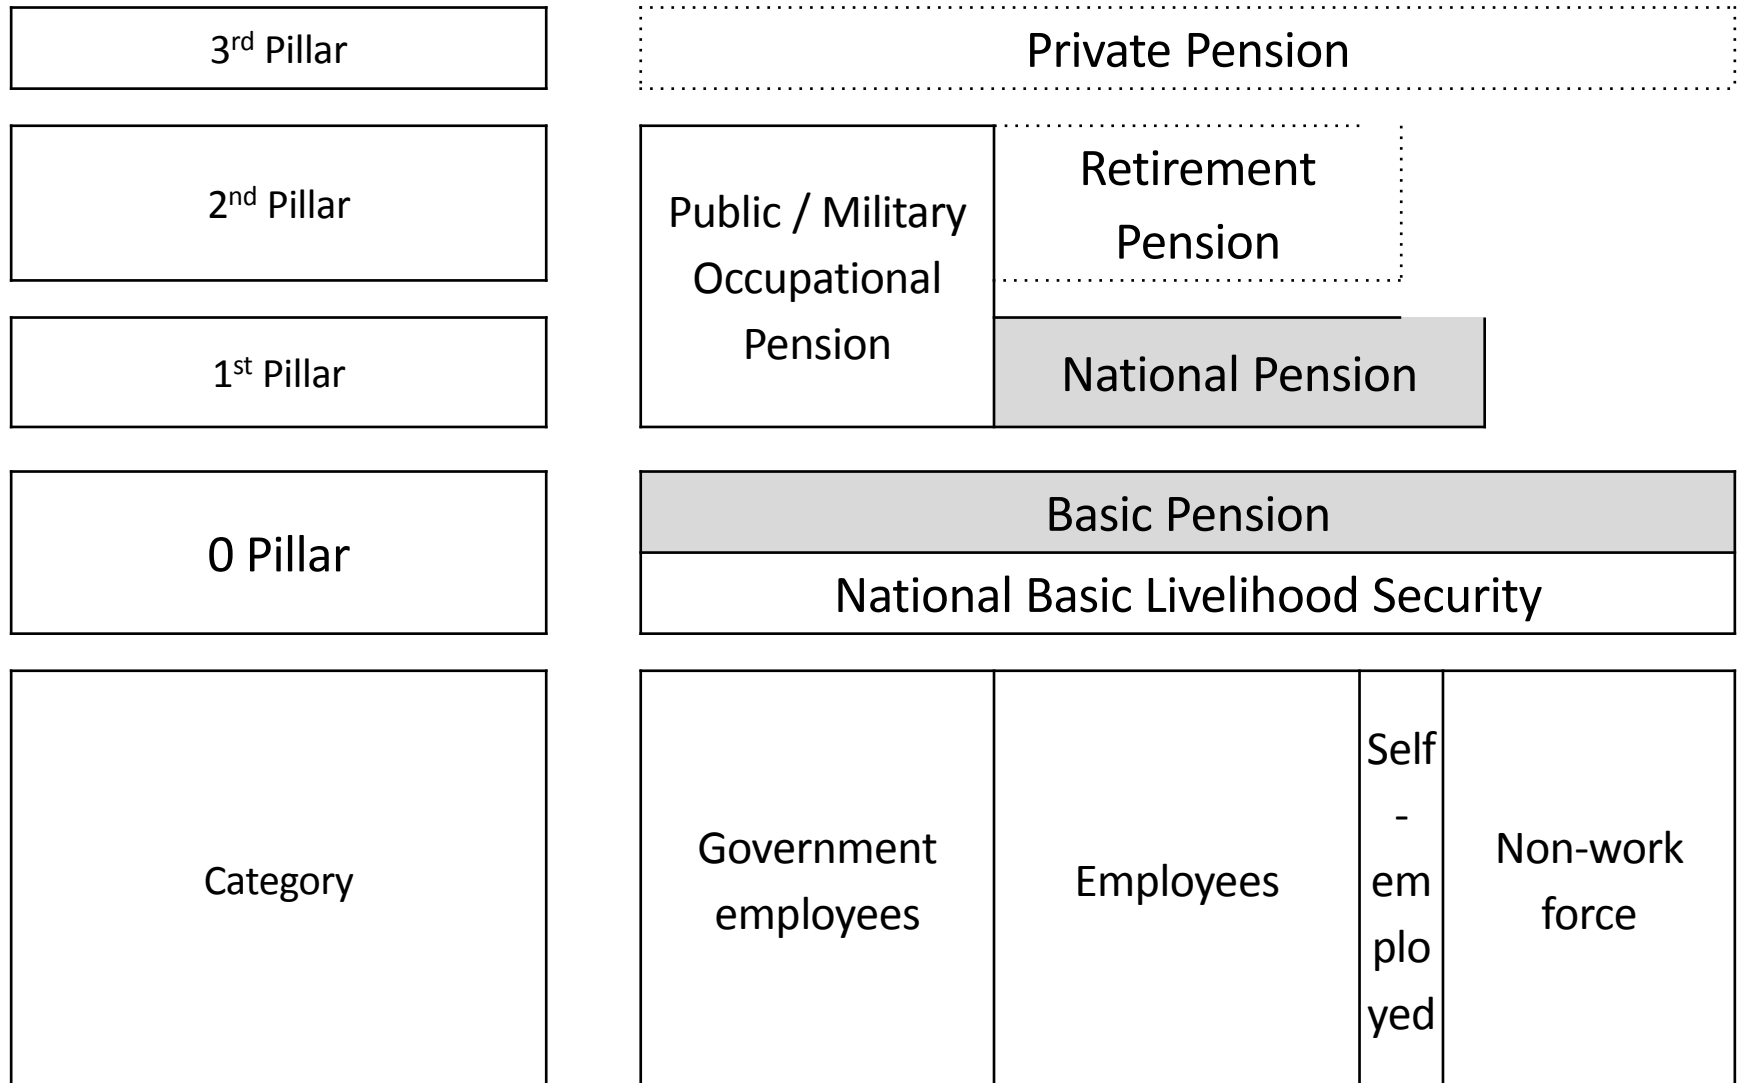 3rd Pillar
Private Pension
2nd Pillar
Public / Military
Occupational
Pension
Retirement
Pension
1st Pillar
National Pension
0 Pillar
Basic Pension
National Basic Livelihood Security
Category
Government
employees
Employees
Self
-
em
plo
yed
Non-work
force